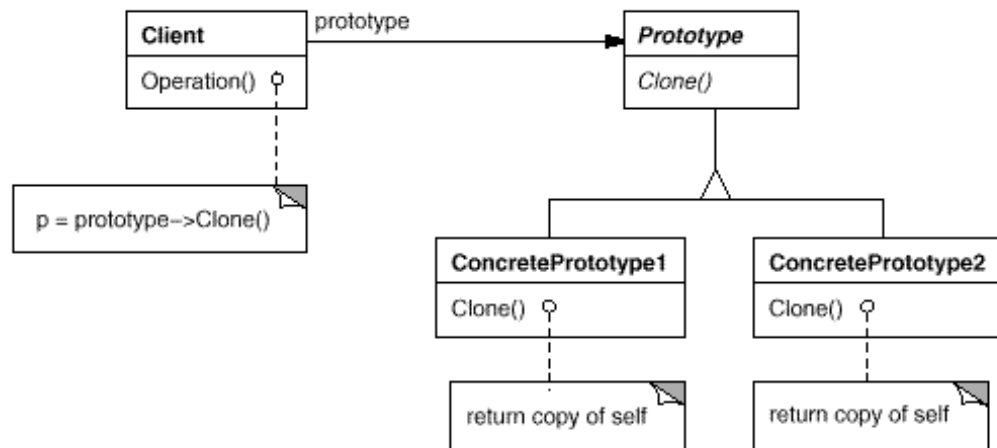 Client
Operation()
prototype
Prototype
Clone()
p = prototype−>Clone()
ConcretePrototype1
Clone()
ConcretePrototype2
Clone()
return copy of self
return copy of self